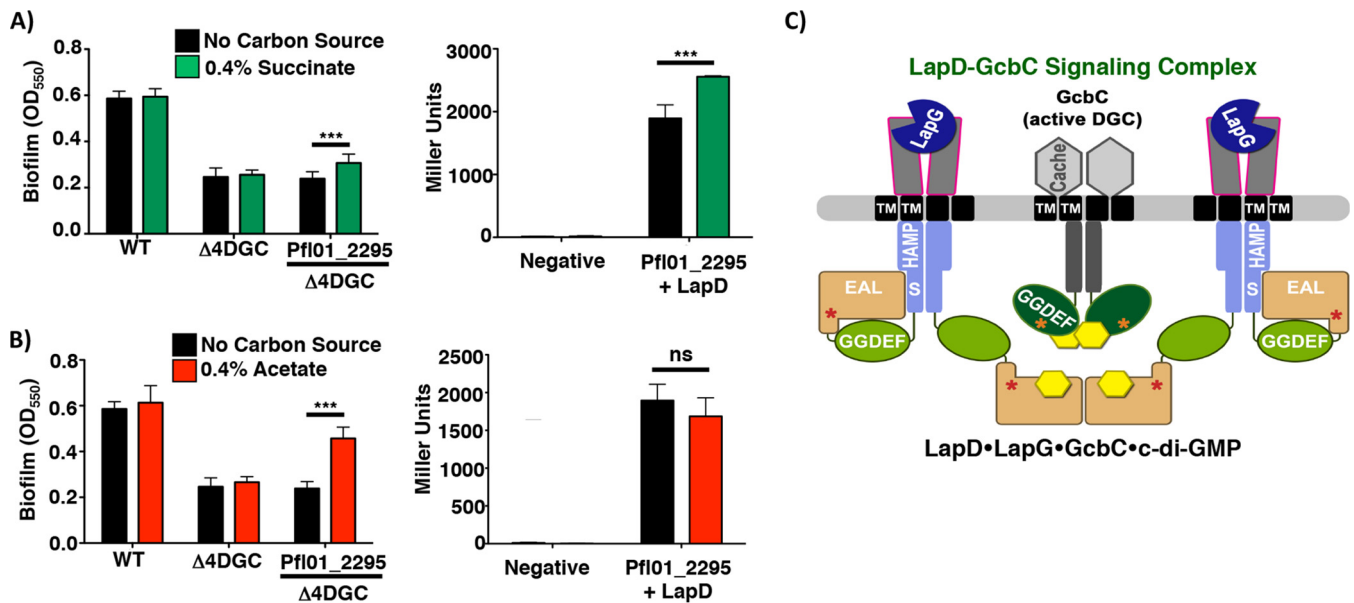 A)
No Carbon Source
0.4% Succinate
Biofilm (OD550)
0.8
0.6
0.4
0.2
0.0
***
WT
Δ4DGC
Pfl01_2295
Δ4DGC
Miller Units
3000
2000
1000
0
***
Negative
Pfl01_2295
+ LapD
B)
No Carbon Source
0.4% Acetate
Biofilm (OD550)
0.8
0.6
0.4
0.2
0.0
***
WT
Δ4DGC
Pfl01_2295
Δ4DGC
Miller Units
2500
2000
1500
1000
500
0
ns
Negative
Pfl01_2295
+ LapD
C)
LapD-GcbC Signaling Complex
GcbC
(active DGC)
LapG
LapG
Cache
TM TM
TM TM
TM TM
HAMP
HAMP
EAL
S
S
EAL
*
*
GGDEF
GGDEF
GGDEF
*
*
*
*
LapD•LapG•GcbC•c-di-GMP